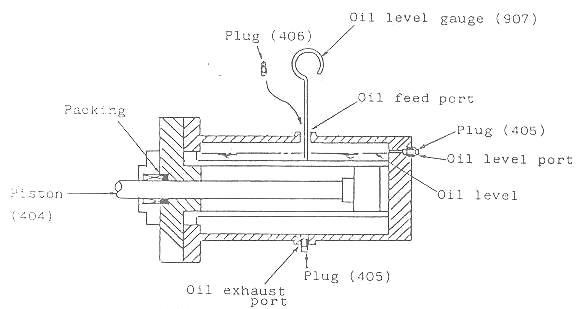 Oil level gauge (907)
Plug (406)
Oil feed port
Packing
Plug (405)
Oil level port
Piston
(404)
Oil level
Plug (405)
Oil exhaust
port